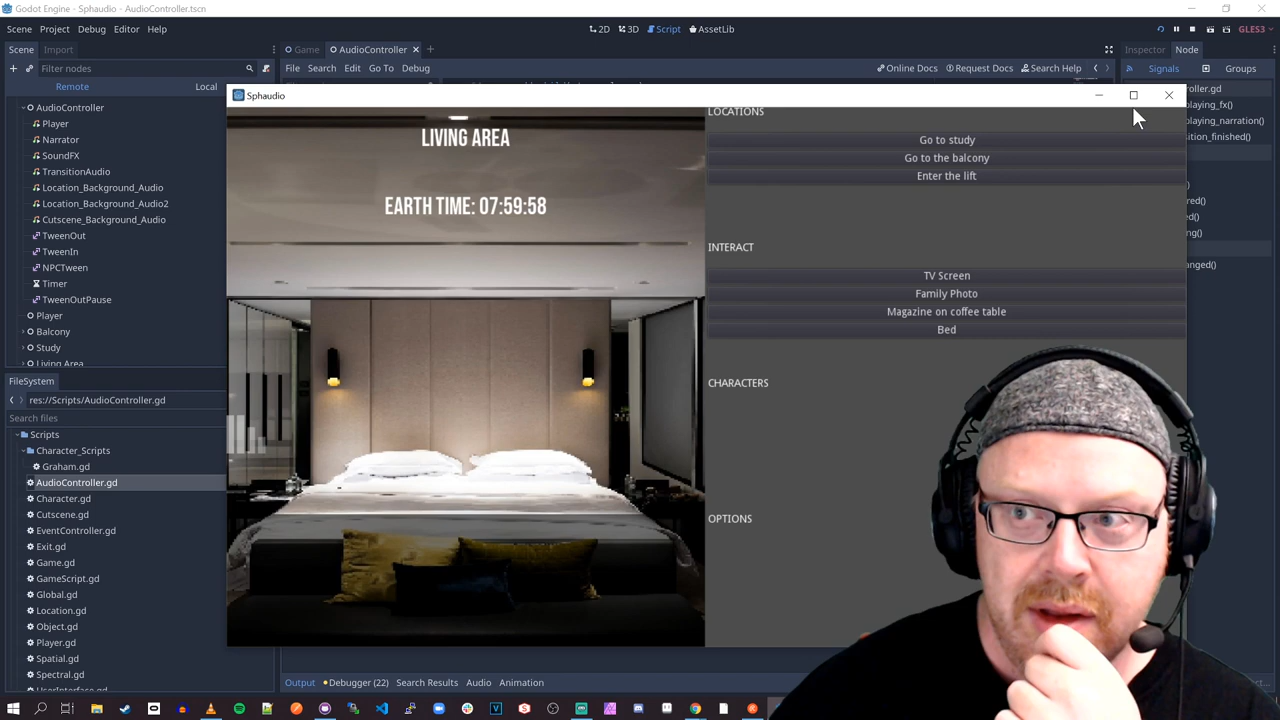 Godot Engine - Sphaudio - AudioController.tscn
Scene Project Debug Editor Help
2D 3D Script AssetLib
GLES3
Scene Import
Game AudioController
Inspector Node
Filter nodes
File Search Edit Go To Debug
Online Docs Request Docs Search Help
Signals Groups
Remote Local
AudioController
Player
Narrator
SoundFX
TransitionAudio
Location_Background_Audio
Location_Background_Audio2
Cutscene_Background_Audio
TweenOut
TweenIn
NPCTween
Timer
TweenOutPause
Player
Balcony
Study
Living Area
FileSystem
res://Scripts/AudioController.gd
Search files
Scripts
Character_Scripts
Graham.gd
AudioController.gd
Character.gd
Cutscene.gd
EventController.gd
Exit.gd
Game.gd
GameScript.gd
Global.gd
Location.gd
Object.gd
Player.gd
Spatial.gd
Spectral.gd
UserInterface.gd
Sphaudio
LIVING AREA
EARTH TIME: 07:59:58
LOCATIONS
Go to study
Go to the balcony
Enter the lift
INTERACT
TV Screen
Family Photo
Magazine on coffee table
Bed
CHARACTERS
OPTIONS
Output Debugger (22) Search Results Audio Animation